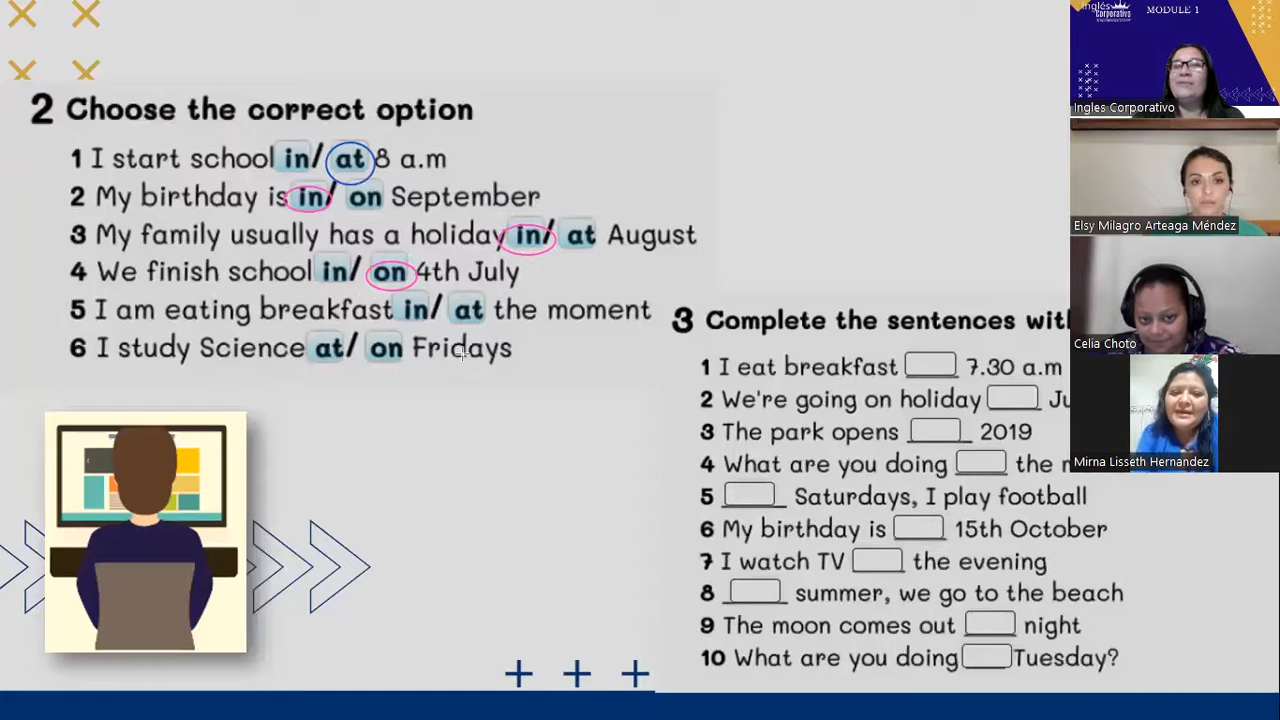 2 Choose the correct option
1 I start school in/ at 8 a.m
2 My birthday is in/ on September
3 My family usually has a holiday in/ at August
4 We finish school in/ on 4th July
5 I am eating breakfast in/ at the moment
6 I study Science at/ on Fridays
3 Complete the sentences wit
1 I eat breakfast 7.30 a.m
2 We're going on holiday Ju
3 The park opens 2019
4 What are you doing the
5 Saturdays, I play football
6 My birthday is 15th October
7 I watch TV the evening
8 summer, we go to the beach
9 The moon comes out night
10 What are you doing Tuesday?
Inglés
Corporativo
MODULE 1
Ingles Corporativo
Elsy Milagro Arteaga Méndez
Celia Choto
Mirna Lisseth Hernandez